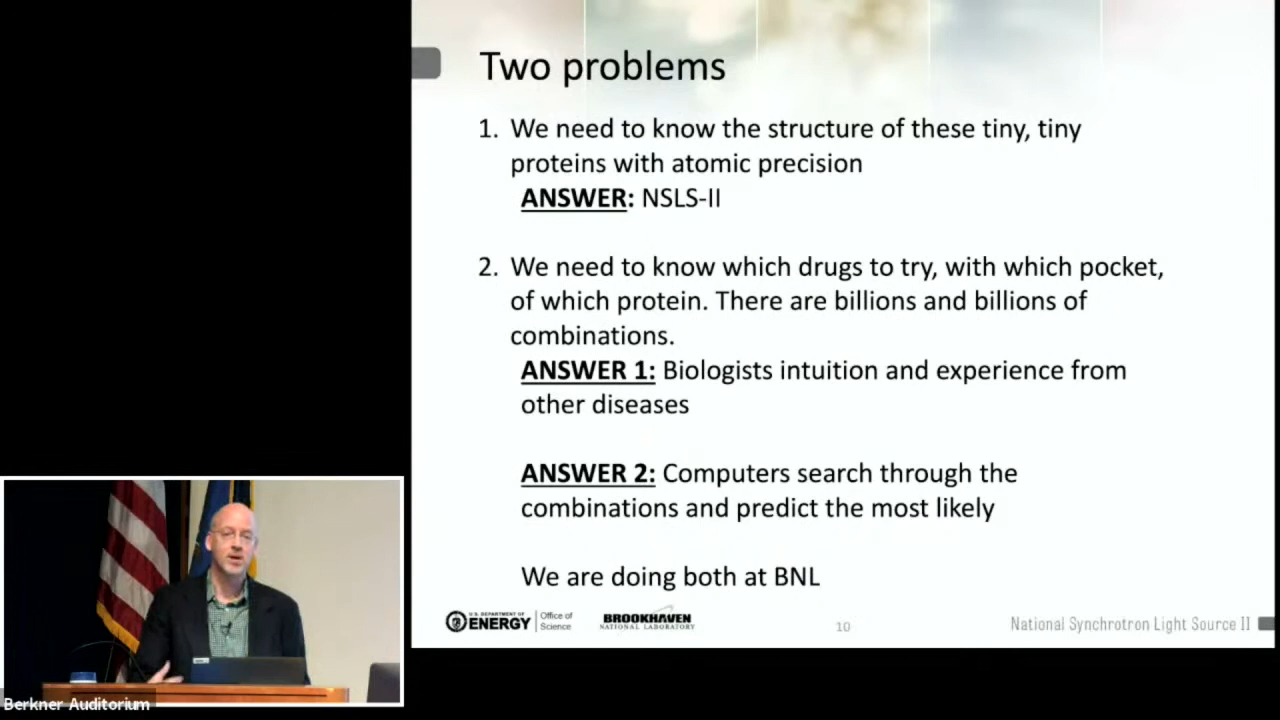 Two problems
1. We need to know the structure of these tiny, tiny
proteins with atomic precision
ANSWER: NSLS-II
2. We need to know which drugs to try, with which pocket,
of which protein. There are billions and billions of
combinations.
ANSWER 1: Biologists intuition and experience from
other diseases
ANSWER 2: Computers search through the
combinations and predict the most likely
We are doing both at BNL
U.S. DEPARTMENT OF
ENERGY
Office of
Science
BROOKHAVEN
NATIONAL LABORATORY
10
National Synchrotron Light Source II
Berkner Auditorium